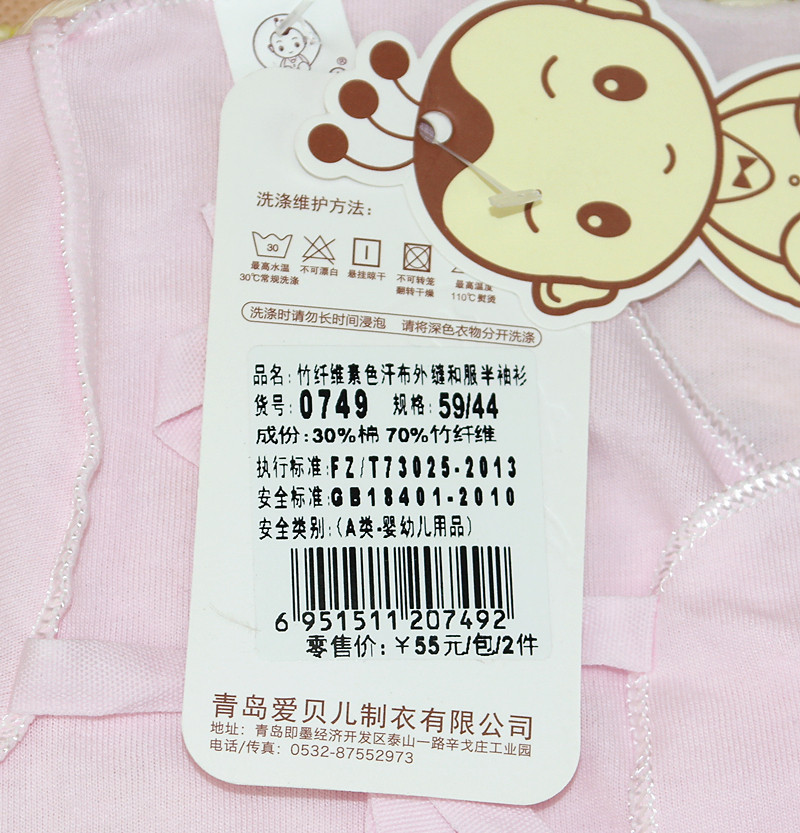 ®
洗涤维护方法：
30
最高水温
30℃常规洗涤
不可漂白
悬挂晾干
不可转笼
翻转干燥
最高温度
110℃熨烫
洗涤时请勿长时间浸泡 请将深色衣物分开洗涤
品名：竹纤维素色汗布外缝和服半袖衫
货号：0749 规格：59/44
成份：30%棉 70%竹纤维
执行标准：FZ/T73025-2013
安全标准：GB18401-2010
安全类别：（A类-婴幼儿用品）
6 951511 207492
零售价：￥55元/包/2件
青岛爱贝儿制衣有限公司
地址：青岛即墨经济开发区泰山一路辛戈庄工业园
电话/传真：0532-87552973